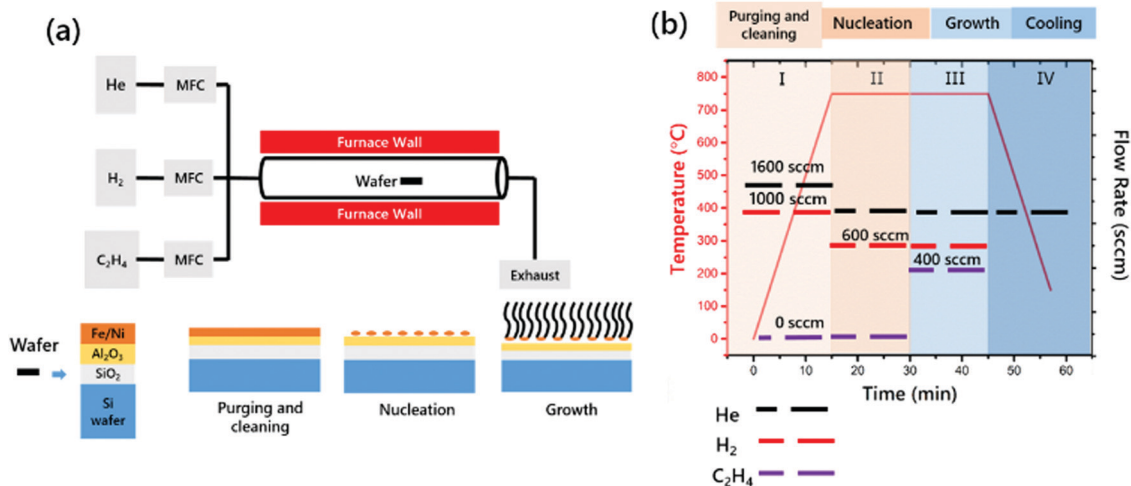 (a)
He
MFC
H₂
MFC
C₂H₄
MFC
Furnace Wall
Wafer
Furnace Wall
Exhaust
Wafer
Fe/Ni
Al₂O₃
SiO₂
Si
wafer
Purging and
cleaning
Nucleation
Growth
(b)
Purging and
cleaning
Nucleation
Growth
Cooling
I
II
III
IV
800
700
600
500
400
300
200
100
0
Temperature (°C)
1600 sccm
1000 sccm
600 sccm
400 sccm
0 sccm
Flow Rate (sccm)
0
10
20
30
40
50
60
Time (min)
He
H₂
C₂H₄